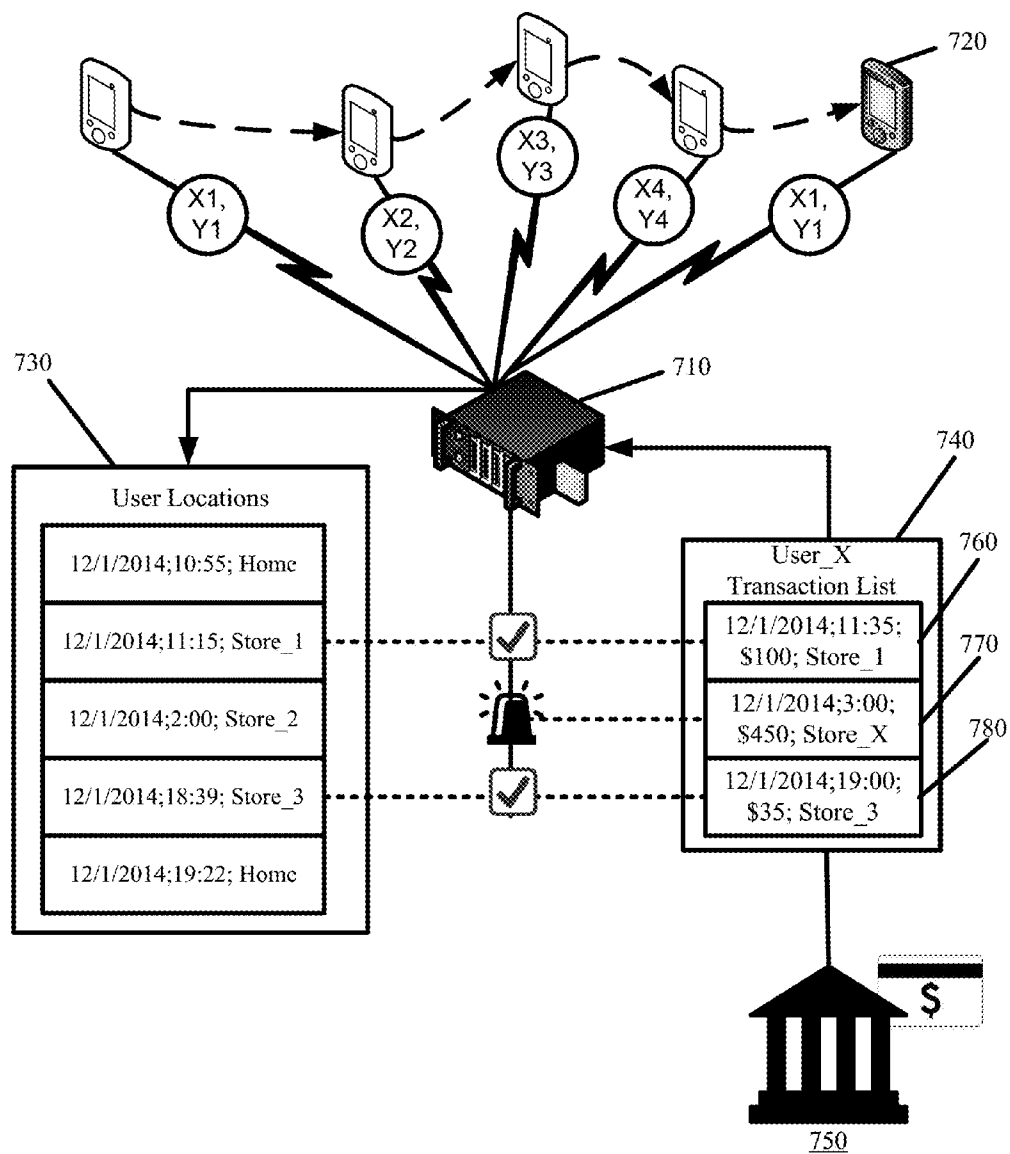 720
X1,
Y1
X2,
Y2
X3,
Y3
X4,
Y4
X1,
Y1
730
710
740
User Locations
12/1/2014;10:55; Home
12/1/2014;11:15; Store_1
12/1/2014;2:00; Store_2
12/1/2014;18:39; Store_3
12/1/2014;19:22; Home
User_X
Transaction List
760
12/1/2014;11:35;
$100; Store_1
770
12/1/2014;3:00;
$450; Store_X
780
12/1/2014;19:00;
$35; Store_3
$
750